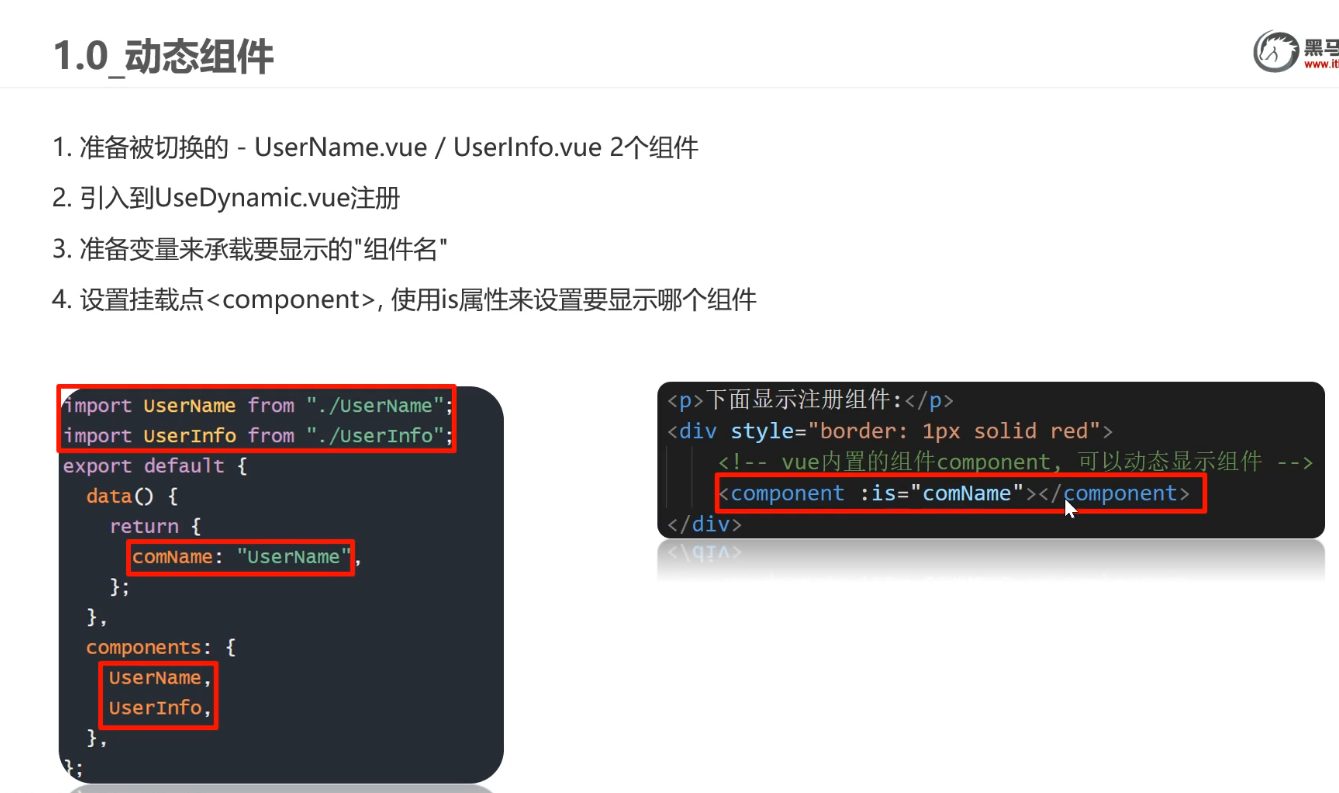 1.0_动态组件
黑马
www.it
1. 准备被切换的 - UserName.vue / UserInfo.vue 2个组件
2. 引入到UseDynamic.vue注册
3. 准备变量来承载要显示的"组件名"
4. 设置挂载点<component>, 使用is属性来设置要显示哪个组件
import UserName from "./UserName";
import UserInfo from "./UserInfo";
export default {
data() {
return {
comName: "UserName",
};
},
components: {
UserName,
UserInfo,
},
};
<p>下面显示注册组件:</p>
<div style="border: 1px solid red">
<!-- vue内置的组件component, 可以动态显示组件 -->
<component :is="comName"></component>
</div>